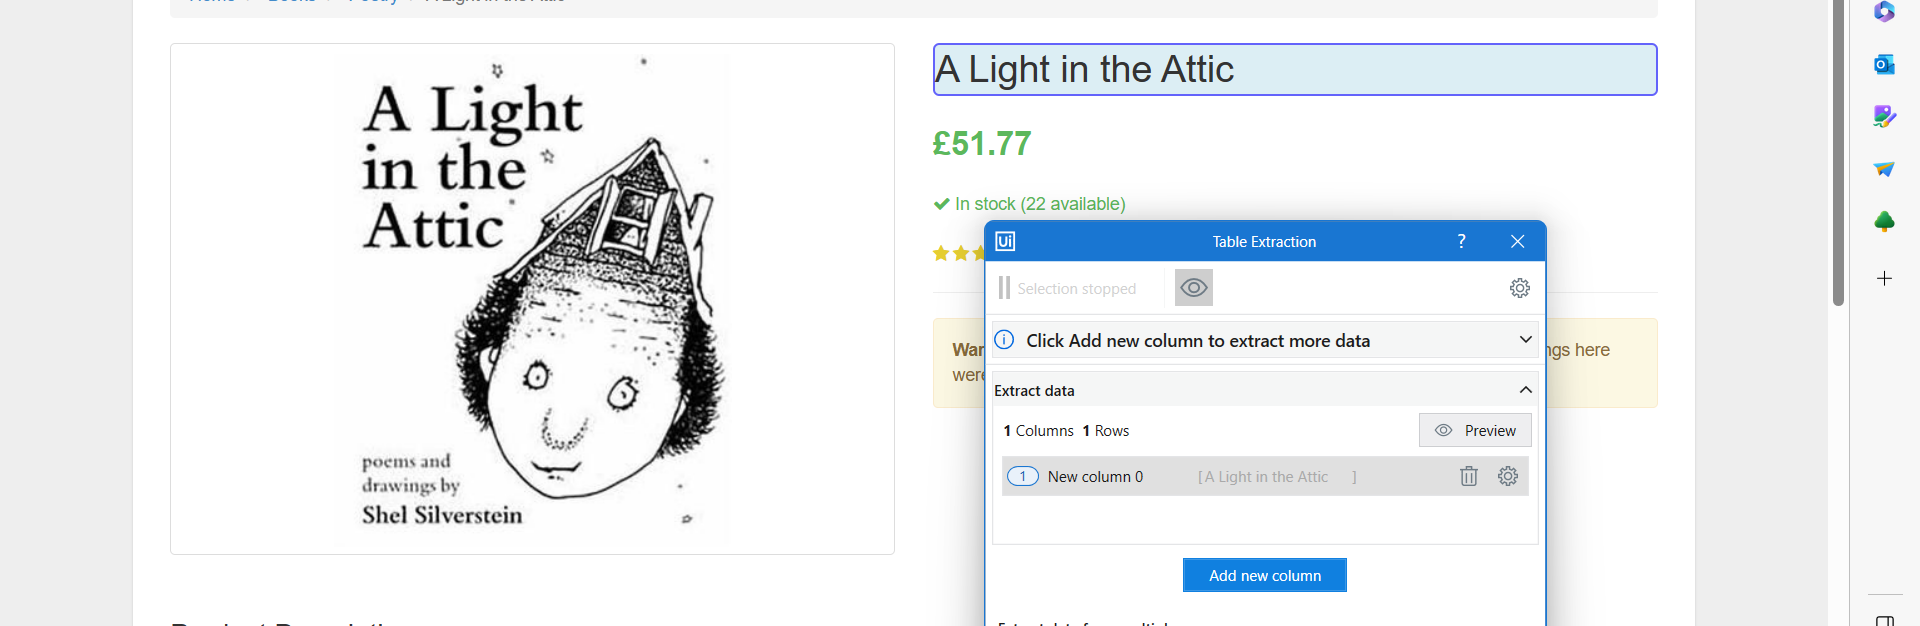 A Light
in the
Attic
poems and
drawings by
Shel Silverstein
A Light in the Attic
£51.77
In stock (22 available)
Ui
Table Extraction
?
Selection stopped
Click Add new column to extract more data
ngs here
were
Extract data
1 Columns 1 Rows
Preview
1 New column 0 [ A Light in the Attic ]
Add new column